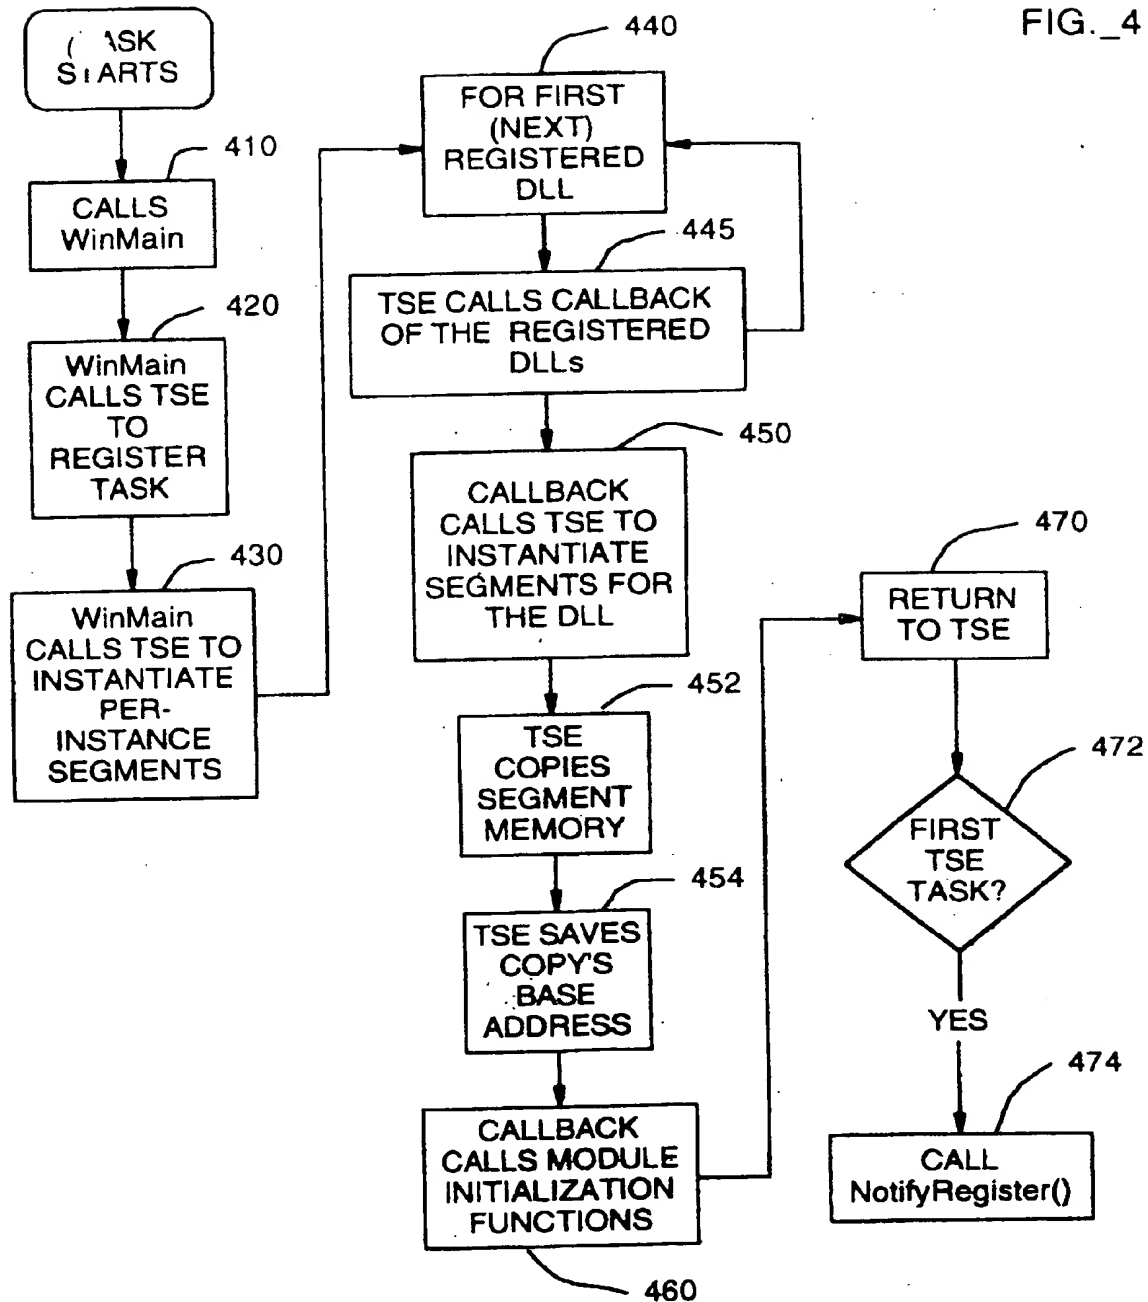 FIG._4
STARTS
410
CALLS
WinMain
420
WinMain
CALLS TSE
TO
REGISTER
TASK
430
WinMain
CALLS TSE TO
INSTANTIATE
PER-
INSTANCE
SEGMENTS
440
FOR FIRST
(NEXT)
REGISTERED
DLL
445
TSE CALLS CALLBACK
OF THE REGISTERED
DLLs
450
CALLBACK
CALLS TSE TO
INSTANTIATE
SEGMENTS FOR
THE DLL
452
TSE
COPIES
SEGMENT
MEMORY
454
TSE SAVES
COPY'S
BASE
ADDRESS
CALLBACK
CALLS MODULE
INITIALIZATION
FUNCTIONS
460
470
RETURN
TO TSE
472
FIRST
TSE
TASK?
YES
474
CALL
NotifyRegister()